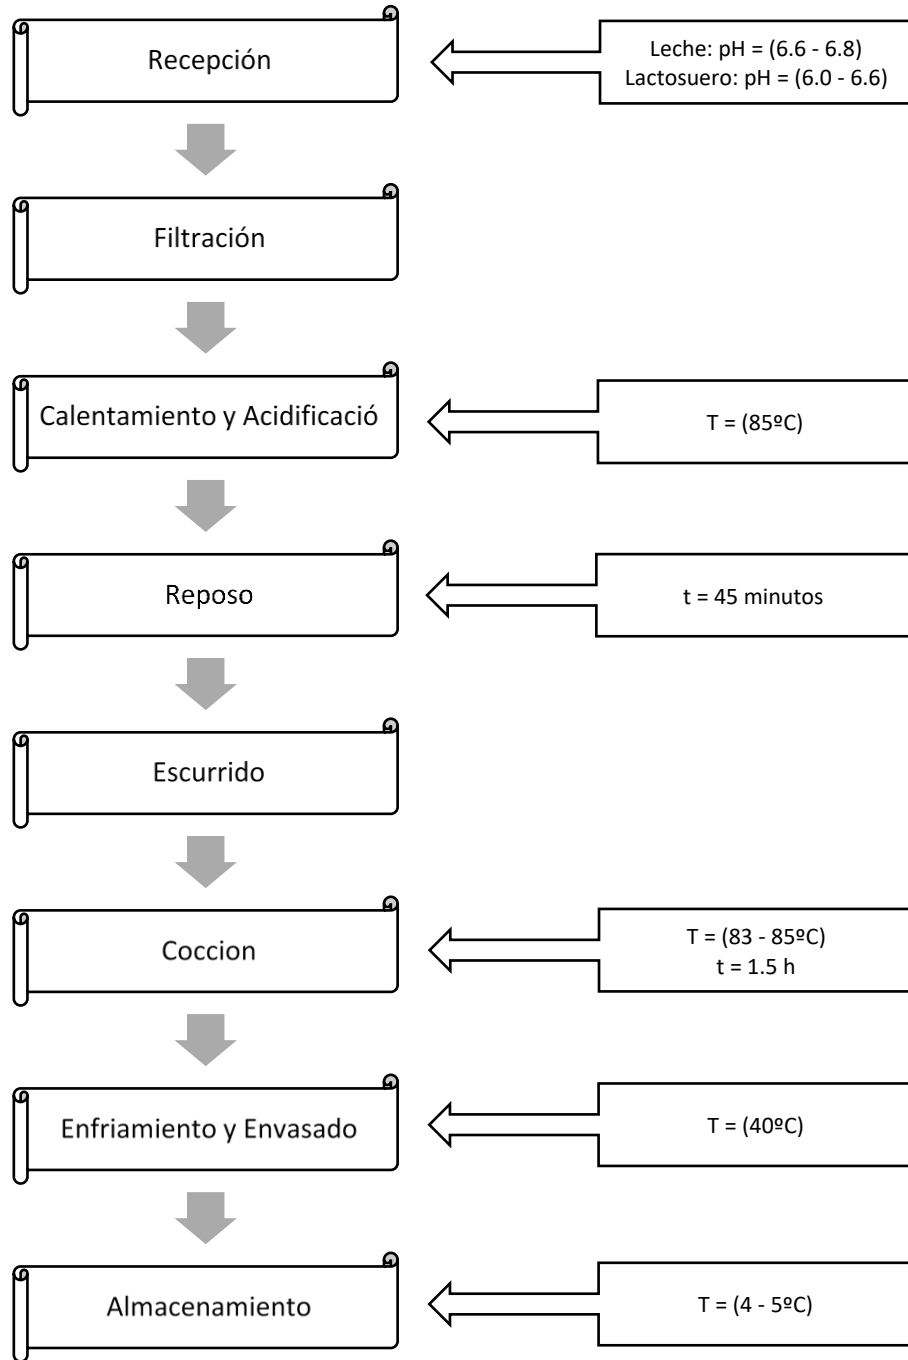 Recepción
Leche: pH = (6.6 - 6.8)
Lactosuero: pH = (6.0 - 6.6)
Filtración
Calentamiento y Acidificació
T = (85ºC)
Reposo
t = 45 minutos
Escurrido
Coccion
T = (83 - 85ºC)
t = 1.5 h
Enfriamiento y Envasado
T = (40ºC)
Almacenamiento
T = (4 - 5ºC)